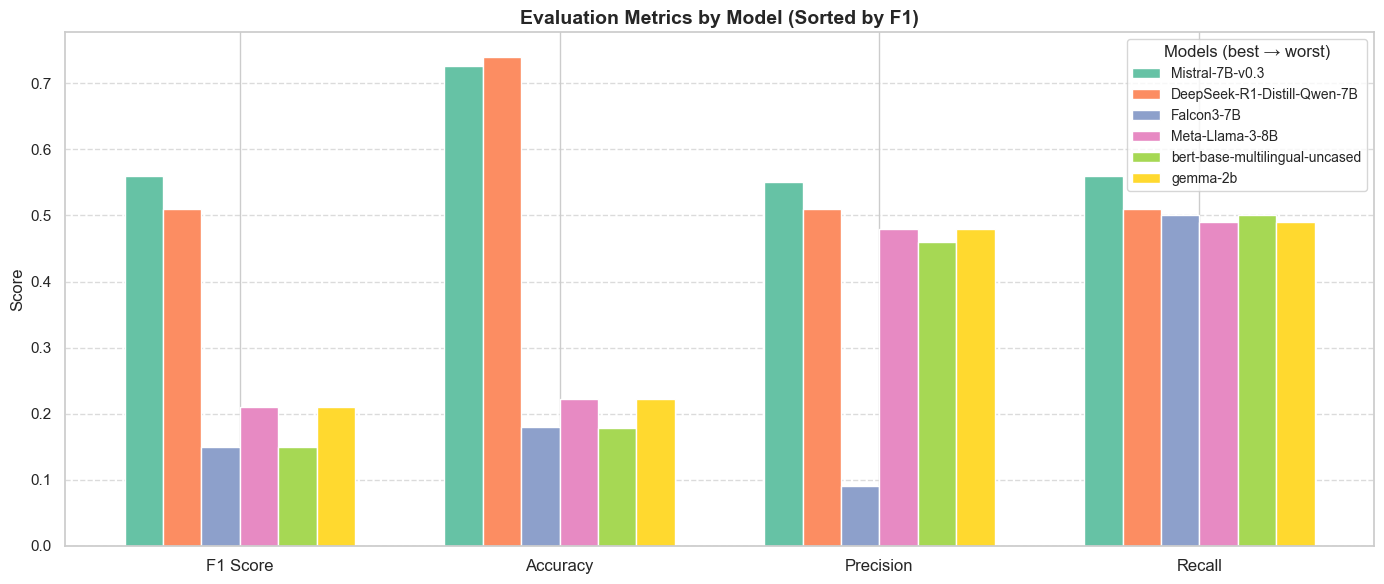 Evaluation Metrics by Model (Sorted by F1)
Models (best → worst)
Mistral-7B-v0.3
DeepSeek-R1-Distill-Qwen-7B
Falcon3-7B
Meta-Llama-3-8B
bert-base-multilingual-uncased
gemma-2b
Score
0.7
0.6
0.5
0.4
0.3
0.2
0.1
0.0
F1 Score
Accuracy
Precision
Recall